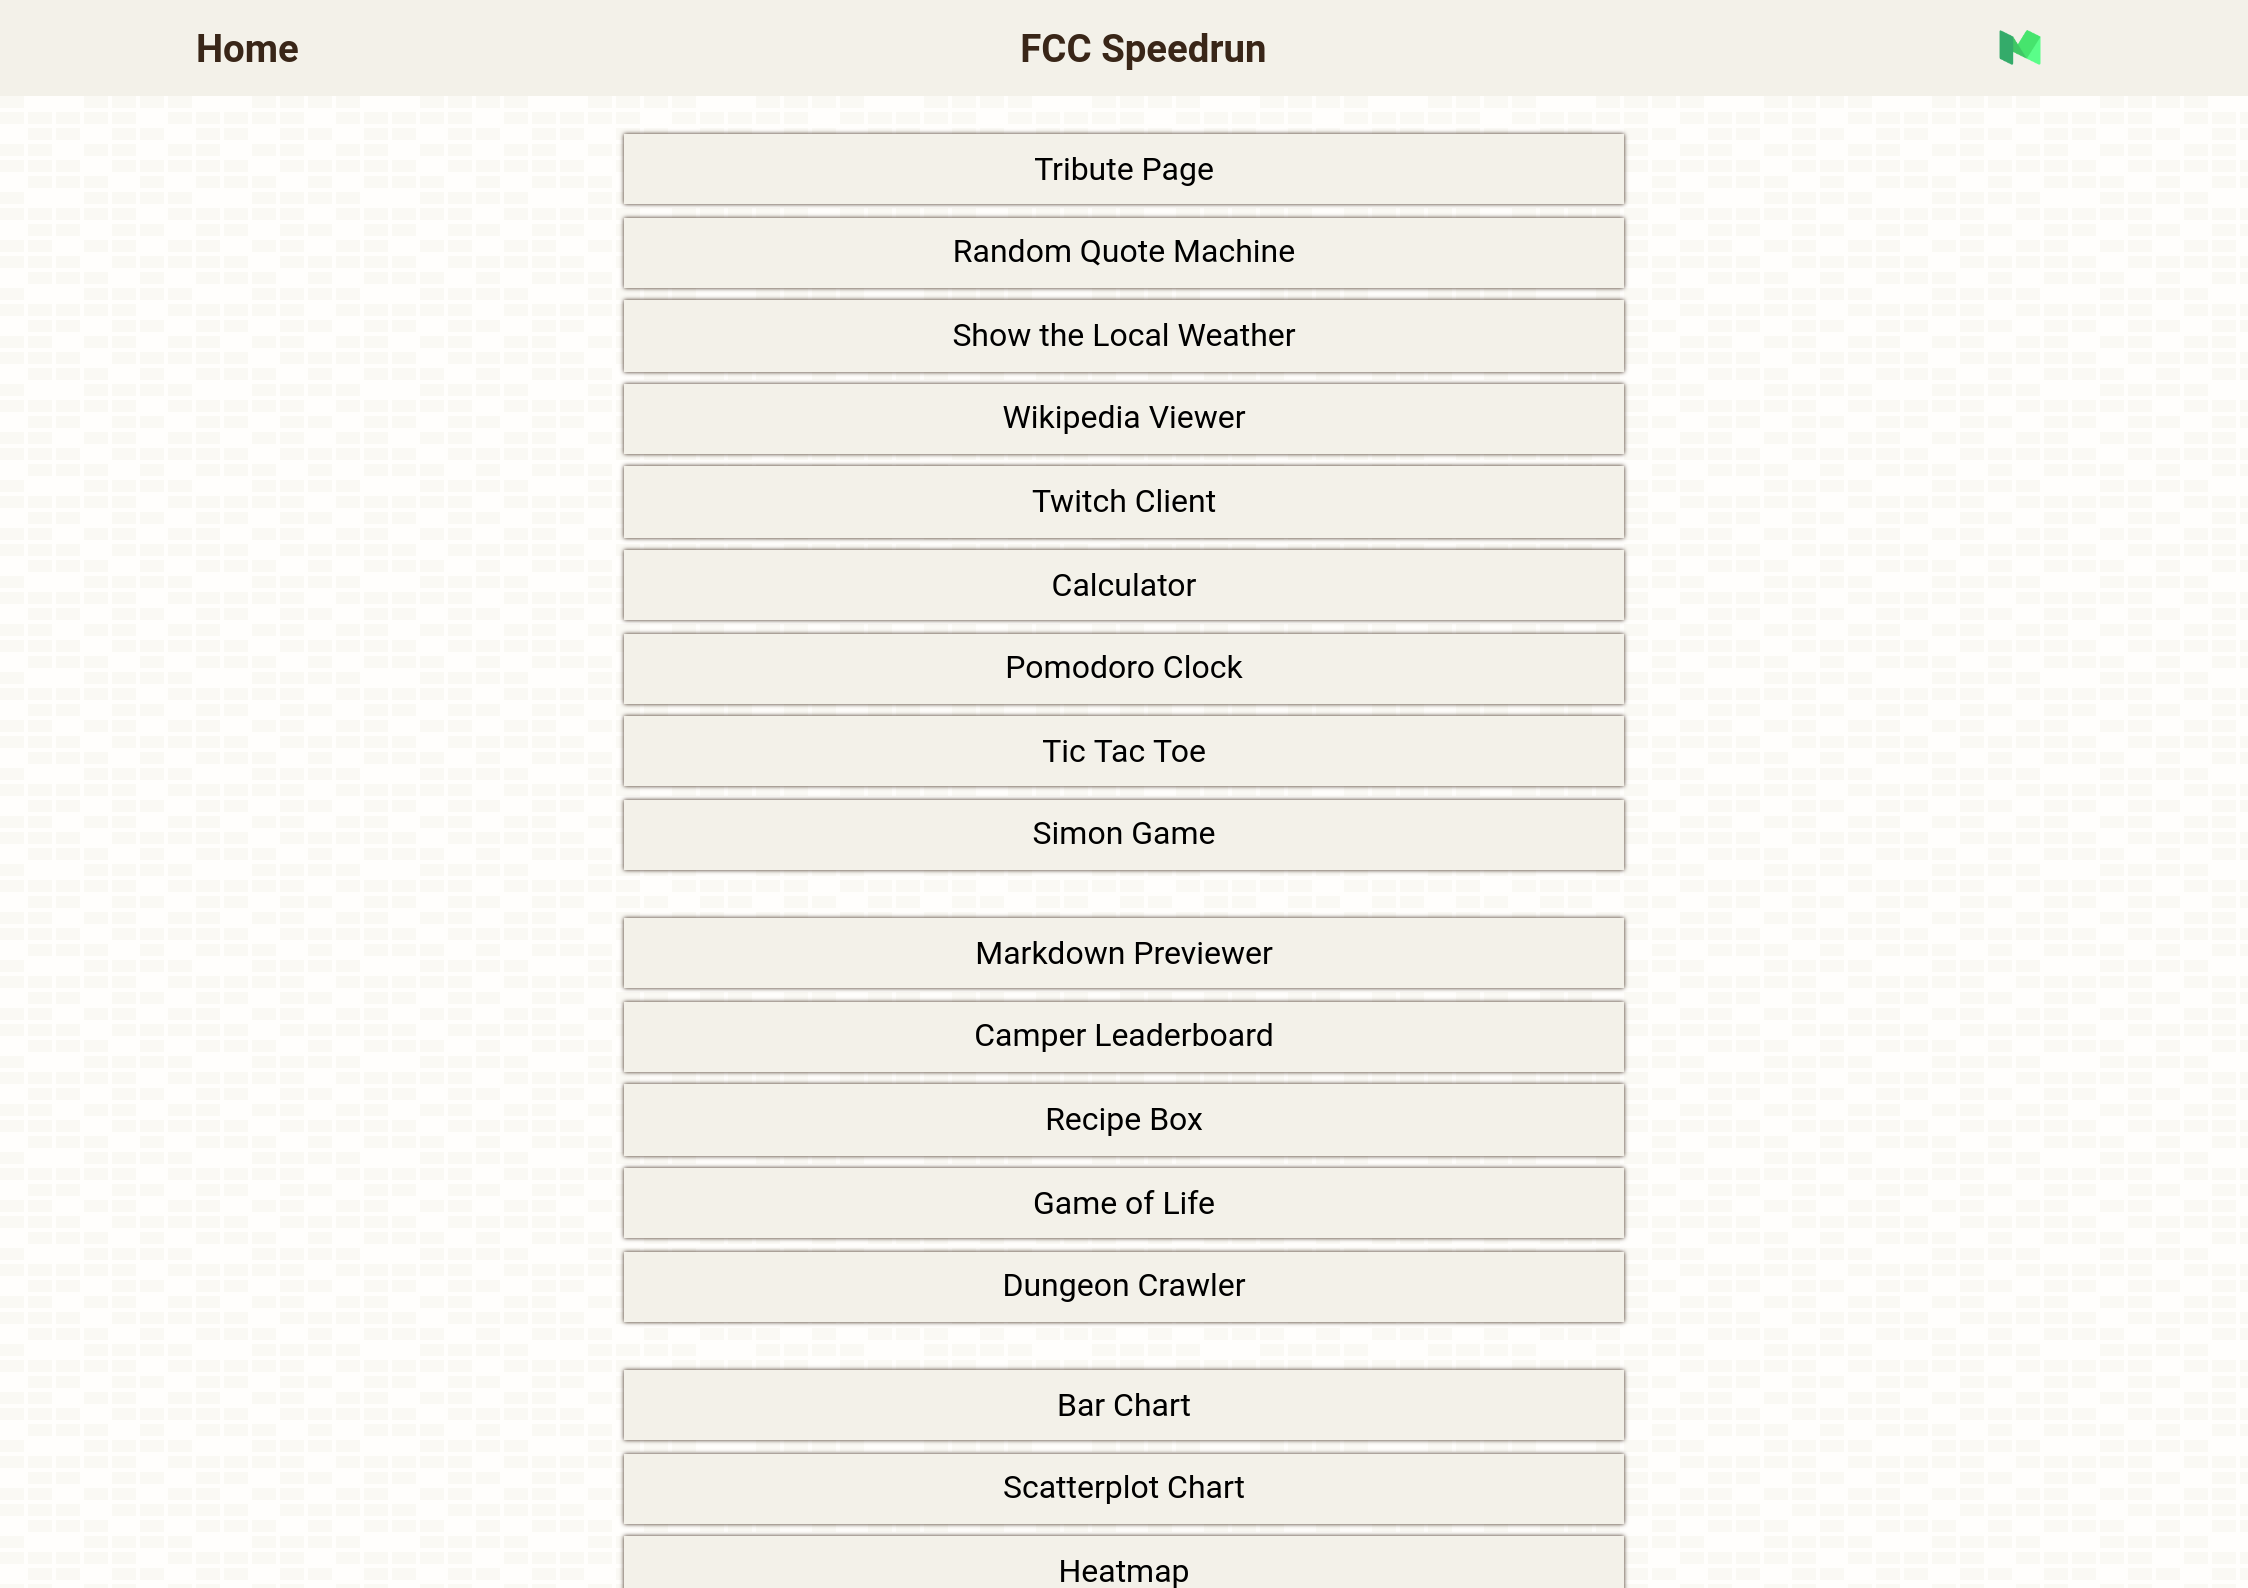 Home
FCC Speedrun
Tribute Page
Random Quote Machine
Show the Local Weather
Wikipedia Viewer
Twitch Client
Calculator
Pomodoro Clock
Tic Tac Toe
Simon Game
Markdown Previewer
Camper Leaderboard
Recipe Box
Game of Life
Dungeon Crawler
Bar Chart
Scatterplot Chart
Heatmap